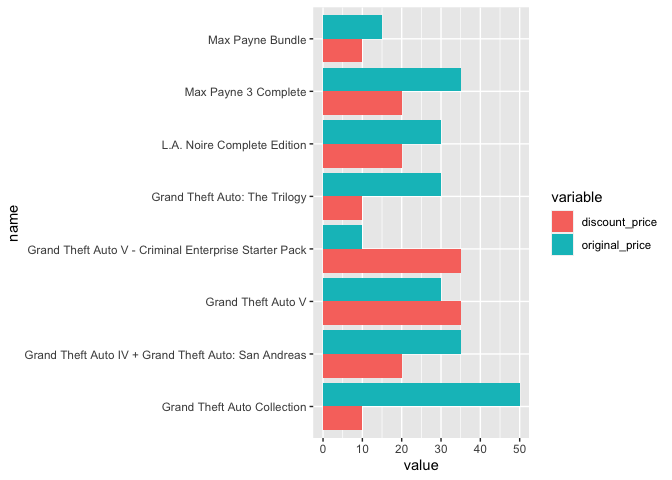 Max Payne Bundle
Max Payne 3 Complete
L.A. Noire Complete Edition
Grand Theft Auto: The Trilogy
Grand Theft Auto V - Criminal Enterprise Starter Pack
Grand Theft Auto V
Grand Theft Auto IV + Grand Theft Auto: San Andreas
Grand Theft Auto Collection
name
0 10 20 30 40 50
value
variable
discount_price
original_price